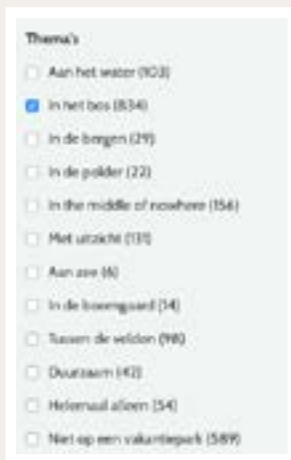 Thema's
Aan het water (103)
In het bos (834)
In de bergen (29)
In de polder (22)
In the middle of nowhere (156)
Met uitzicht (131)
Aan zee (6)
In de boomgaard (14)
Tussen de velden (98)
Duurzaam (42)
Helemaal alleen (54)
Niet op een vakantiepark (589)